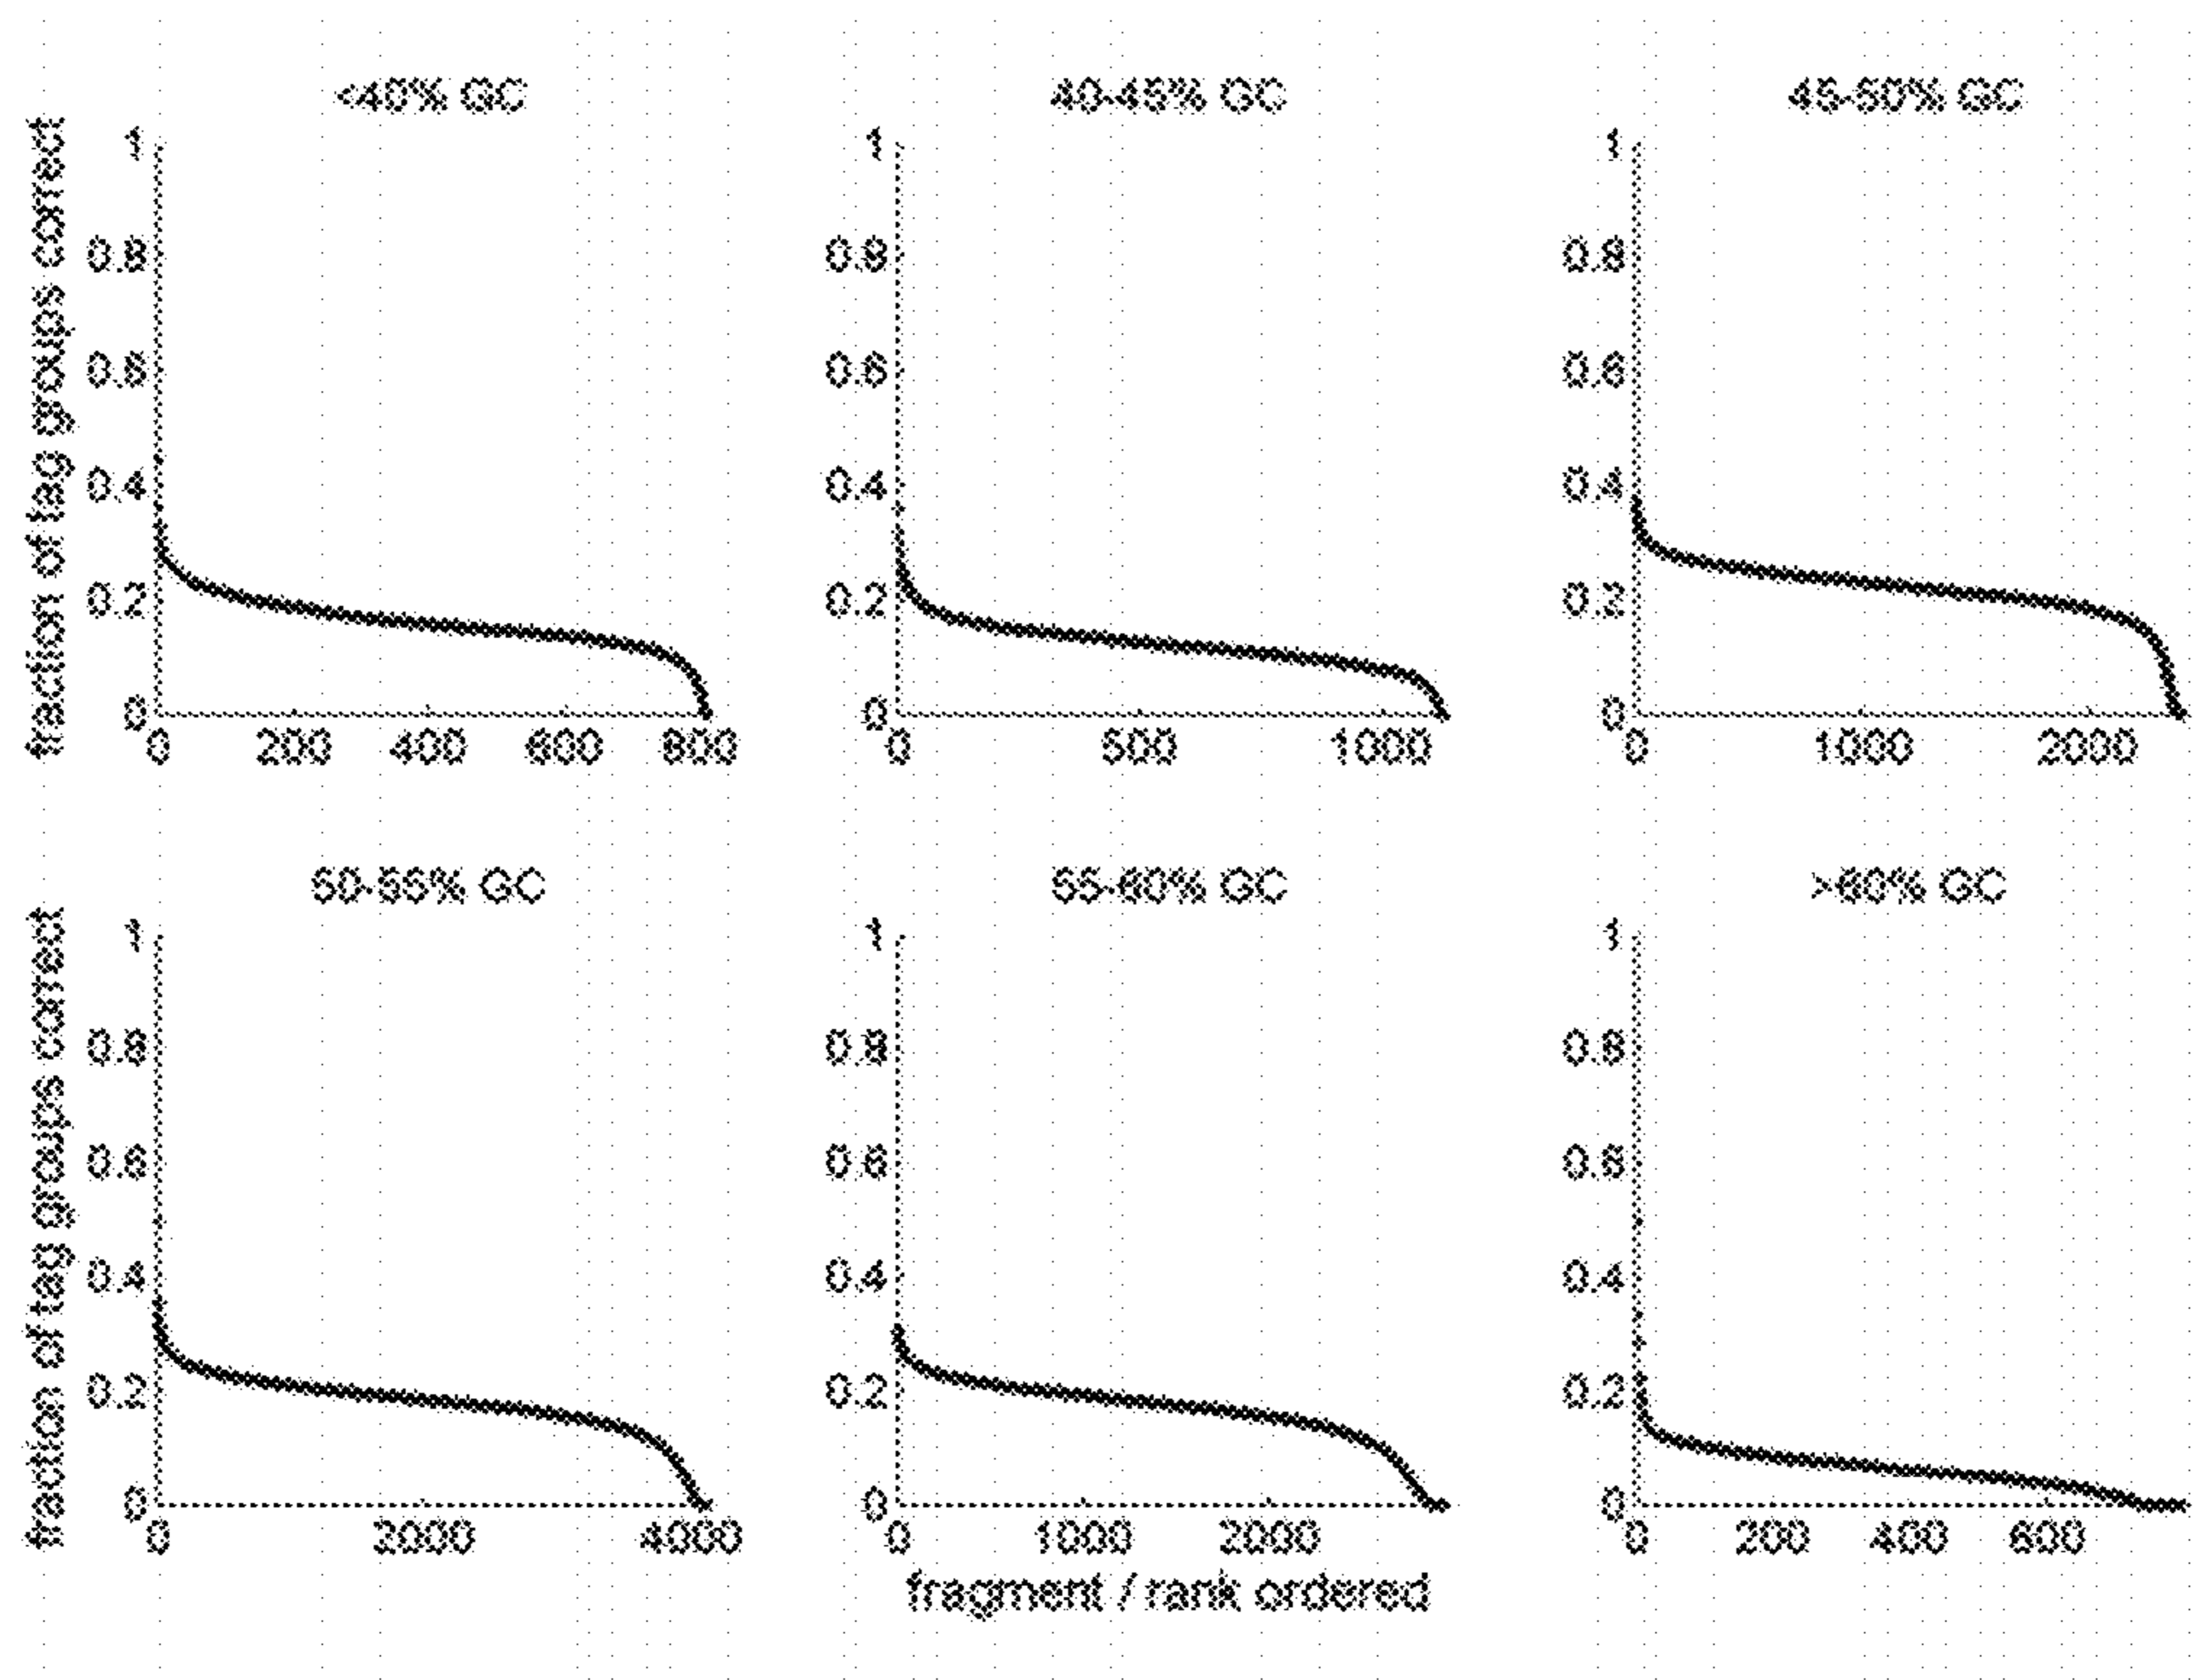 <40% GC
40-45% GC
45-50% GC
fraction of tag groups correct
1
0.8
0.6
0.4
0.2
0
0 200 400 600 800
1
0.8
0.6
0.4
0.2
0
0 500 1000
1
0.8
0.6
0.4
0.2
0
0 1000 2000
50-55% GC
55-60% GC
>60% GC
fraction of tag groups correct
1
0.8
0.6
0.4
0.2
0
0 2000 4000
1
0.8
0.6
0.4
0.2
0
0 1000 2000
1
0.8
0.6
0.4
0.2
0
0 200 400 600
fragment / rank ordered